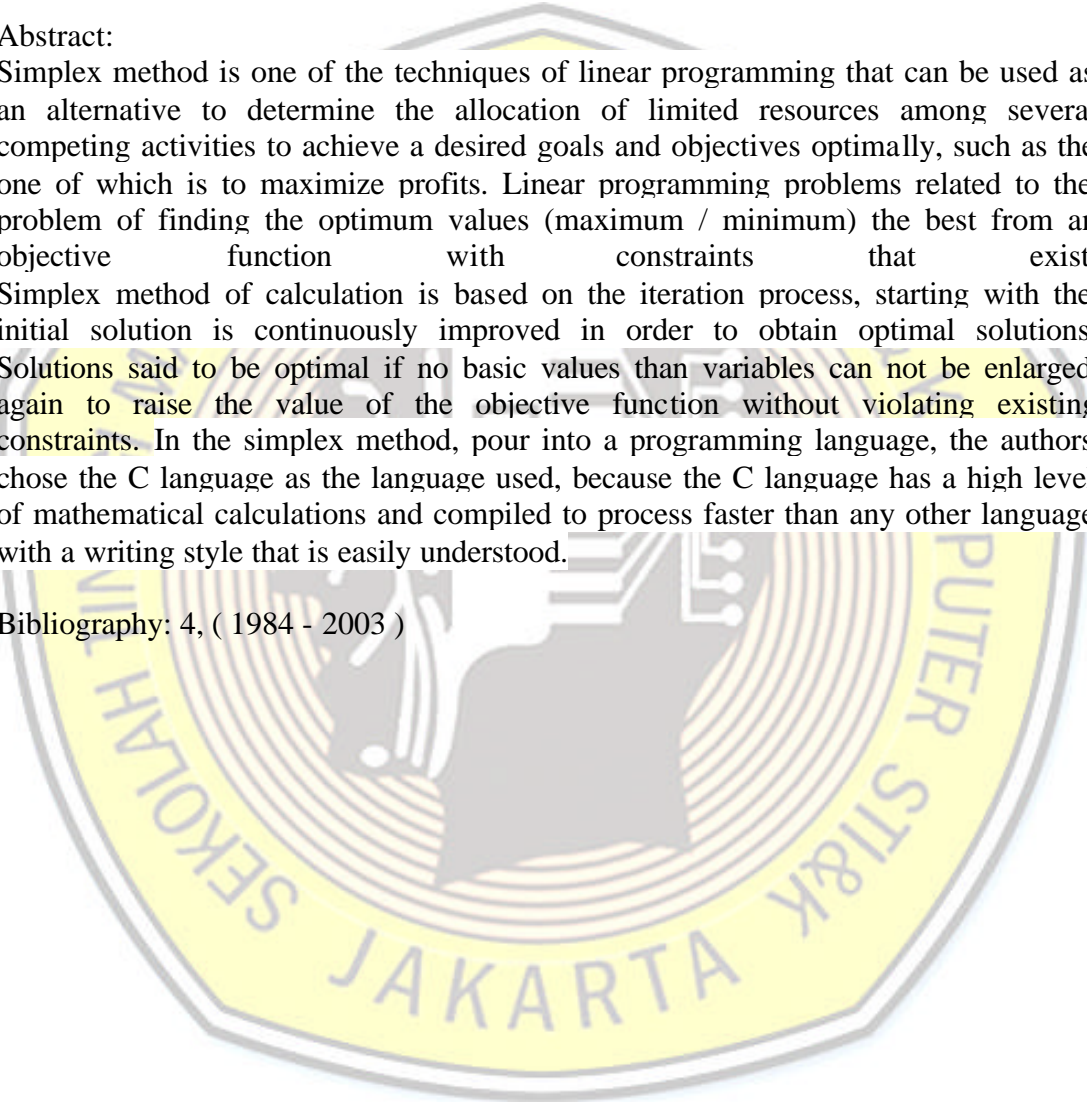 Abstract:
Simplex method is one of the techniques of linear programming that can be used as
an alternative to determine the allocation of limited resources among severa
competing activities to achieve a desired goals and objectives optimally, such as the
one of which is to maximize profits. Linear programming problems related to the
problem of finding the optimum values (maximum / minimum) the best from an
objective function with constraints that exist
Simplex method of calculation is based on the iteration process, starting with the
initial solution is continuously improved in order to obtain optimal solutions
Solutions said to be optimal if no basic values than variables can not be enlarged
again to raise the value of the objective function without violating existing
constraints. In the simplex method, pour into a programming language, the authors
chose the C language as the language used, because the C language has a high leve
of mathematical calculations and compiled to process faster than any other language
with a writing style that is easily understood.
Bibliography: 4, ( 1984 - 2003 )
SEKOLAH
JAKARTA
STI&K